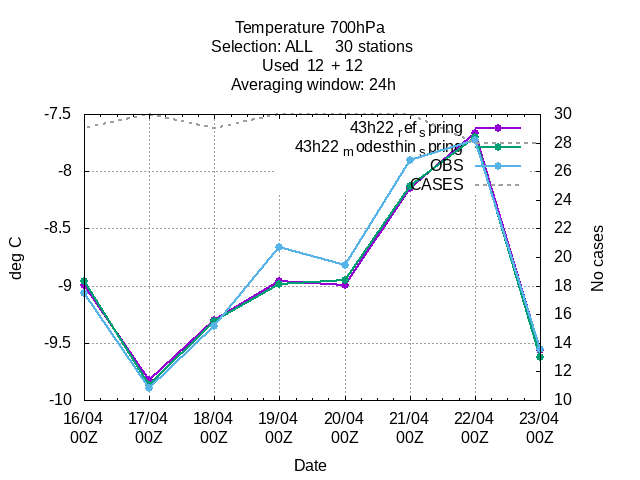 Temperature 700hPa
Selection: ALL 30 stations
Used 12 + 12
Averaging window: 24h
-7.5
-8
-8.5
-9
-9.5
-10
deg C
30
28
26
24
22
20
18
16
14
12
10
No cases
43h22 ref spring
43h22 modesthin spring
OBS
CASES
16/04 17/04 18/04 19/04 20/04 21/04 22/04 23/04
00Z 00Z 00Z 00Z 00Z 00Z 00Z 00Z
Date